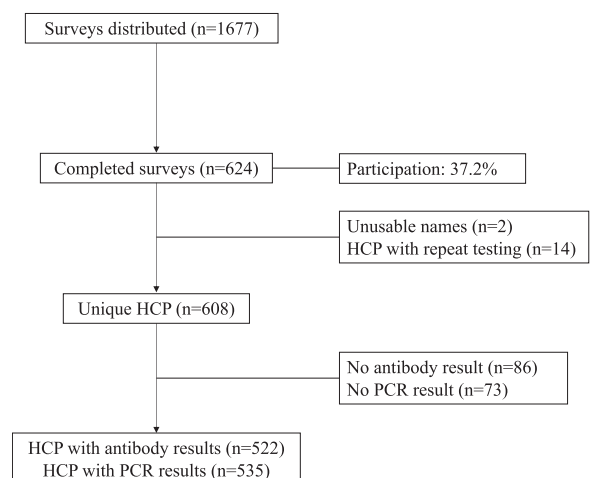 Surveys distributed (n=1677)
Completed surveys (n=624)
Participation: 37.2%
Unusable names (n=2)
HCP with repeat testing (n=14)
Unique HCP (n=608)
No antibody result (n=86)
No PCR result (n=73)
HCP with antibody results (n=522)
HCP with PCR results (n=535)